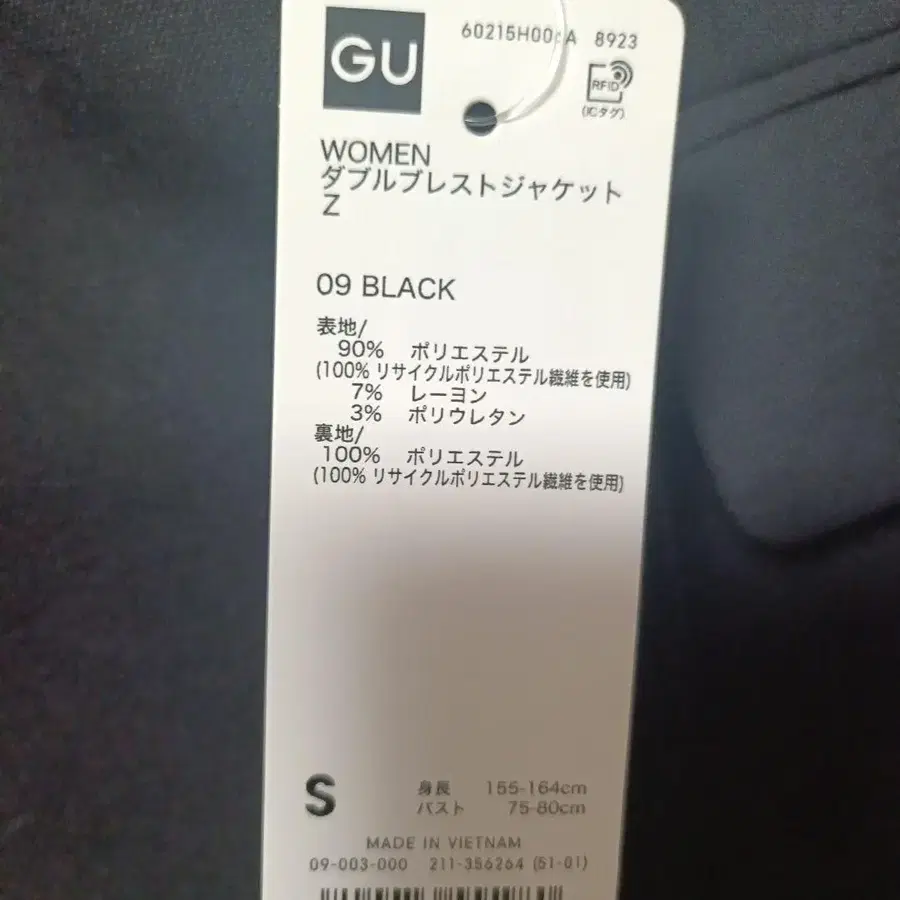 GU
8923
RFID
(ICタグ)
WOMEN
ダブルブレストジャケット
Z
09 BLACK
表地/
90% ポリエステル
(100% リサイクルポリエステル繊維を使用)
7% レーヨン
3% ポリウレタン
裏地/
100% ポリエステル
(100% リサイクルポリエステル繊維を使用)
S
身長 155-164cm
バスト 75-80cm
MADE IN VIETNAM
09-003-000 211-356264 (51-01)